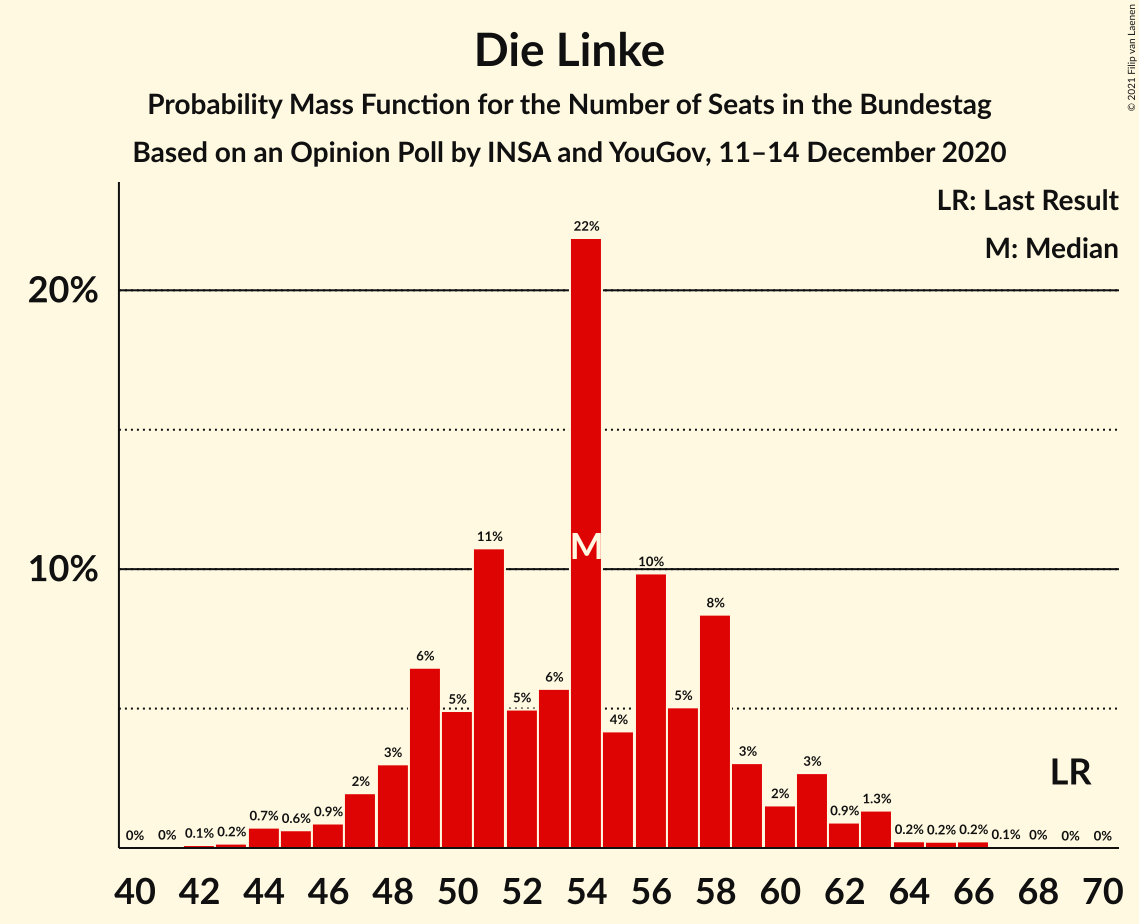 Die Linke
Probability Mass Function for the Number of Seats in the Bundestag
Based on an Opinion Poll by INSA and YouGov, 11–14 December 2020
© 2021 Filip van Laenen
LR: Last Result
M: Median
20%
10%
0% 0% 0.1% 0.2% 0.7% 0.6% 0.9% 2% 3% 6% 5% 11% 5% 6% 22% 4% 10% 5% 8% 3% 2% 3% 0.9% 1.3% 0.2% 0.2% 0.2% 0.1% 0% 0% 0%
M
LR
40 42 44 46 48 50 52 54 56 58 60 62 64 66 68 70